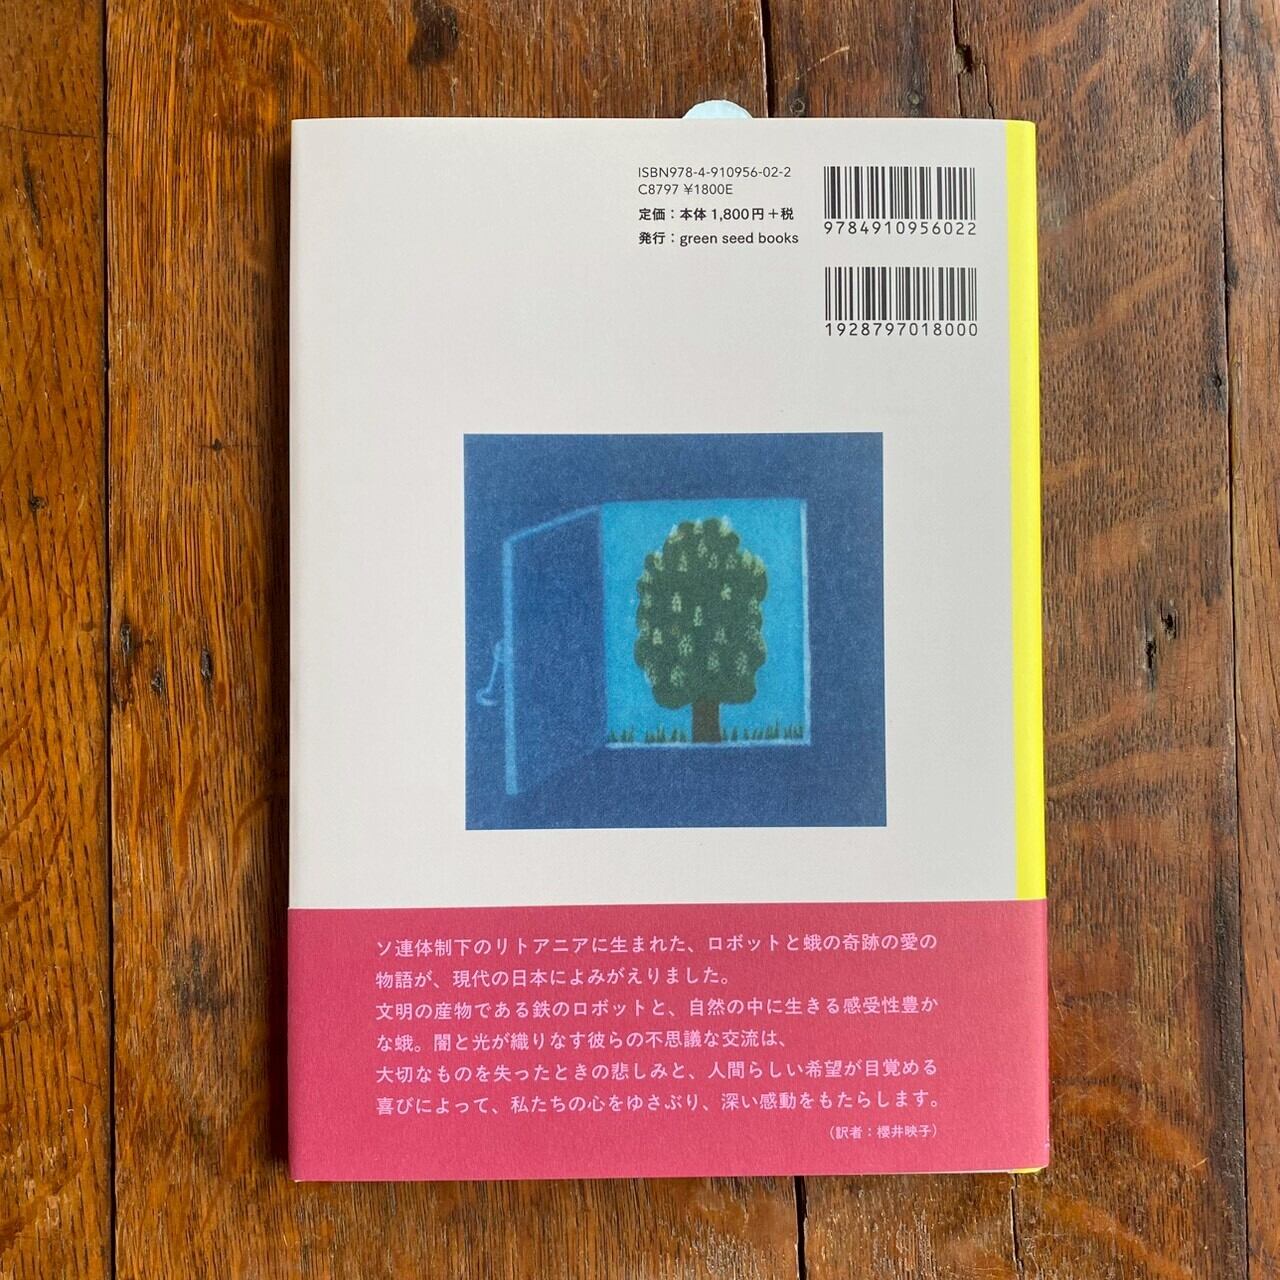 ISBN978-4-910956-02-2
C8797 ¥1800E
定価：本体1,800円＋税
発行：green seed books
9784910956022
1928797018000
ソ連体制下のリトアニアに生まれた、ロボットと蛾の奇跡の愛の
物語が、現代の日本によみがえりました。
文明の産物である鉄のロボットと、自然の中に生きる感受性豊か
な蛾。闇と光が織りなす彼らの不思議な交流は、
大切なものを失ったときの悲しみと、人間らしい希望が目覚める
喜びによって、私たちの心をゆさぶり、深い感動をもたらします。
（訳者：櫻井映子）